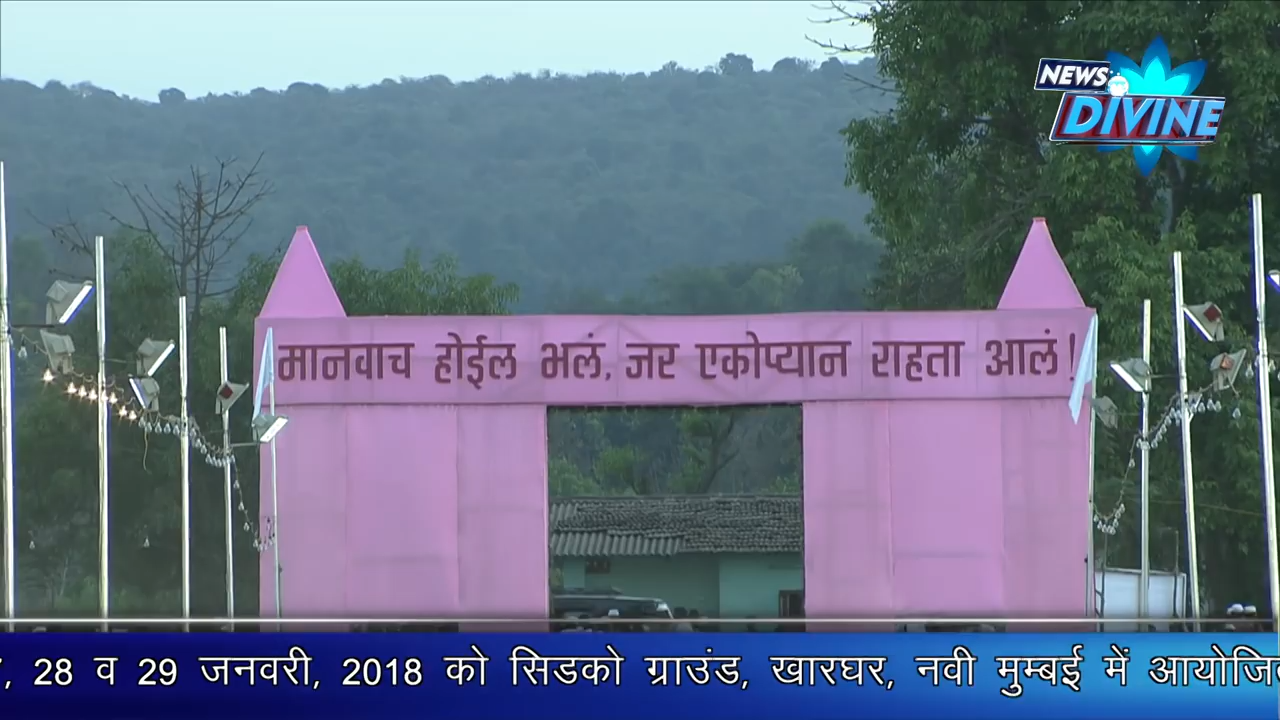 NEWS
DIVINE
मानवाच होईल भलं, जर एकोप्यान राहता आलं!
, 28 व 29 जनवरी, 2018 को सिडको ग्राउंड, खारघर, नवी मुम्बई में